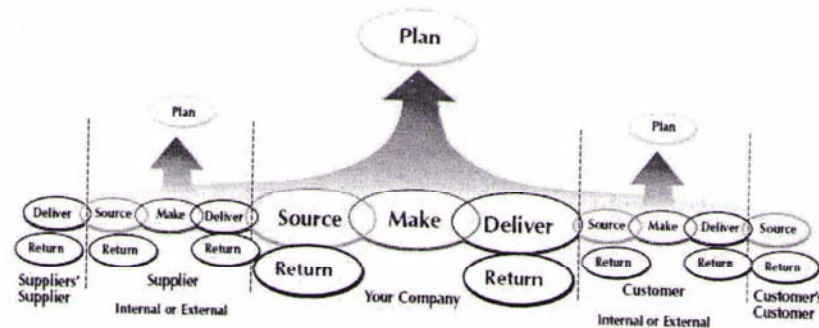 Plan
Plan
Plan
Deliver Source Make Deliver Source Make Deliver Source Make Deliver Source
Return Return Return Return Return Return Return Return
Suppliers' Supplier
Supplier
Internal or External
Your Company
Customer
Internal or External
Customer's Customer